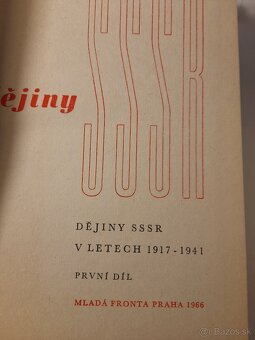 SSSR
ějiny
DĚJINY SSSR
V LETECH 1917-1941
PRVNÍ DÍL
MLADÁ FRONTA PRAHA 1966
bazos.sk